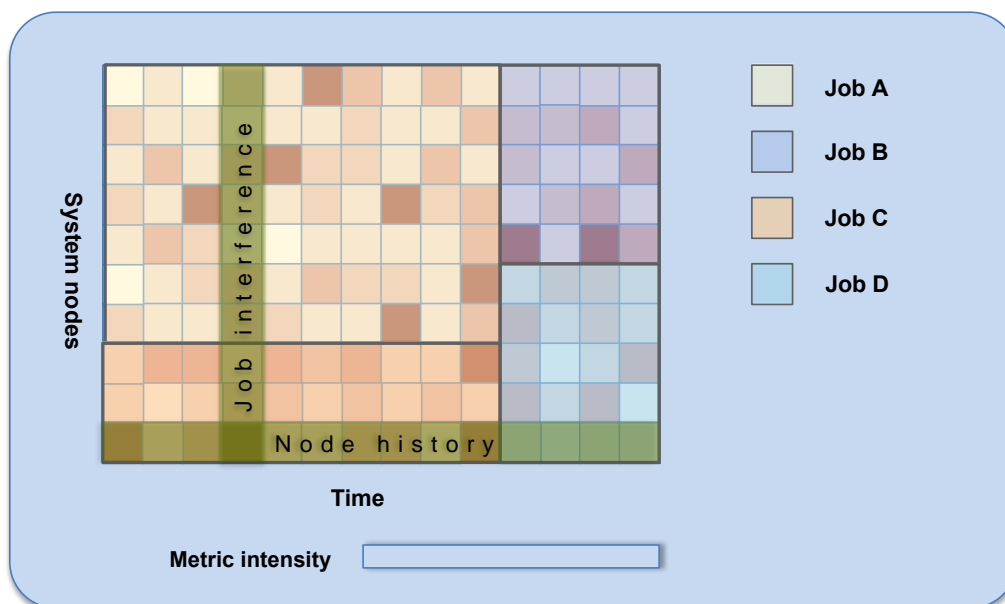 System nodes
Job interference
Node history
Time
Metric intensity
Job A
Job B
Job C
Job D